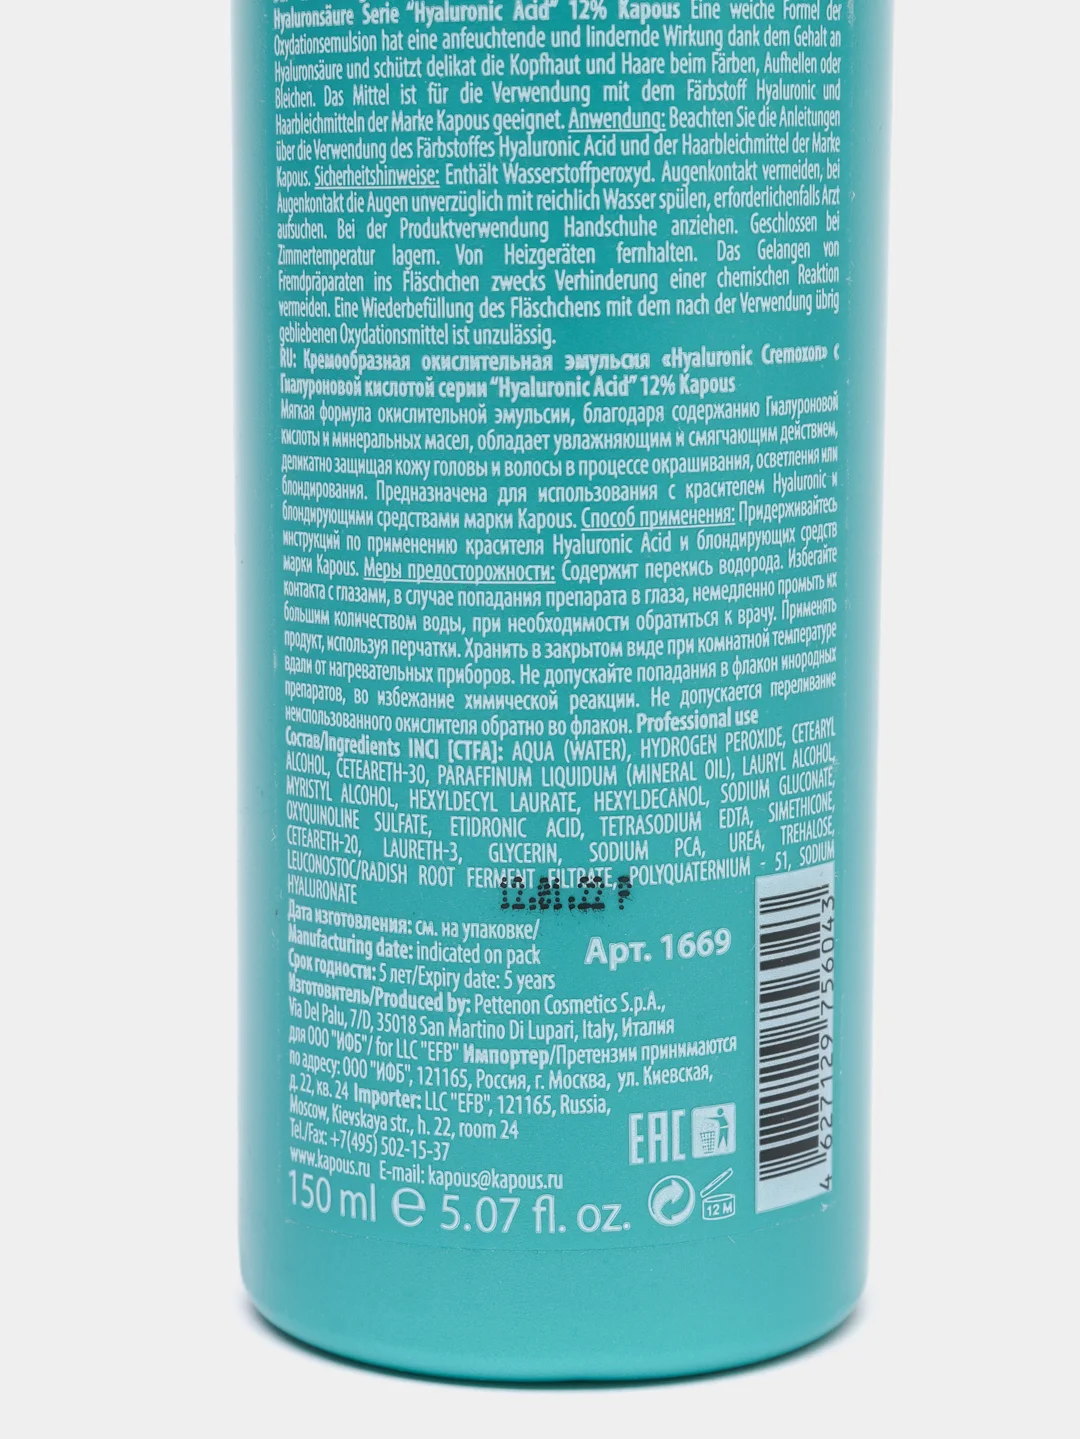 Hyaluronsäure Serie "Hyaluronic Acid" 12% Kapous Eine weiche Formel der
Oxydationsemulsion hat eine anfeuchtende und lindernde Wirkung dank dem Gehalt an
Hyaluronsäure und schützt delikat die Kopfhaut und Haare beim Färben, Aufhellen oder
Bleichen. Das Mittel ist für die Verwendung mit dem Färbstoff Hyaluronic und
Haarbleichmitteln der Marke Kapous geeignet. Anwendung: Beachten Sie die Anleitungen
über die Verwendung des Färbstoffes Hyaluronic Acid und der Haarbleichmittel der Marke
Kapous. Sicherheitshinweise: Enthält Wasserstoffperoxyd. Augenkontakt vermeiden, bei
Augenkontakt die Augen unverzüglich mit reichlich Wasser spülen, erforderlichenfalls Arzt
aufsuchen. Bei der Produktverwendung Handschuhe anziehen. Geschlossen bei
Zimmertemperatur lagern. Von Heizgeräten fernhalten. Das Gelangen von
Fremdpräparaten ins Fläschchen zwecks Verhinderung einer chemischen Reaktion
vermeiden. Eine Wiederbefüllung des Fläschchens mit dem nach der Verwendung übrig
gebliebenen Oxydationsmittel ist unzulässig.
RU: Кремообразная окислительная эмульсия «Hyaluronic Cremoxon» с
Гиалуроновой кислотой серии "Hyaluronic Acid" 12% Kapous
Мягкая формула окислительной эмульсии, благодаря содержанию Гиалуроновой
кислоты и минеральных масел, обладает увлажняющим и смягчающим действием,
деликатно защищая кожу головы и волосы в процессе окрашивания, осветления или
блондирования. Предназначена для использования с красителем Hyaluronic и
блондирующими средствами марки Kapous. Способ применения: Придерживайтесь
инструкций по применению красителя Hyaluronic Acid и блондирующих средств
марки Kapous. Меры предосторожности: Содержит перекись водорода. Избегайте
контакта с глазами, в случае попадания препарата в глаза, немедленно промыть их
большим количеством воды, при необходимости обратиться к врачу. Применять
продукт, используя перчатки. Хранить в закрытом виде при комнатной температуре
вдали от нагревательных приборов. Не допускайте попадания в флакон инородных
препаратов, во избежание химической реакции. Не допускается переливание
неиспользованного окислителя обратно во флакон. Professional use
Состав/Ingredients INCI [CTFA]: AQUA (WATER), HYDROGEN PEROXIDE, CETEARYL
ALCOHOL, CETEARETH-30, PARAFFINUM LIQUIDUM (MINERAL OIL), LAURYL ALCOHOL,
MYRISTYL ALCOHOL, HEXYLDECYL LAURATE, HEXYLDECANOL, SODIUM GLUCONATE,
OXYQUINOLINE SULFATE, ETIDRONIC ACID, TETRASODIUM EDTA, SIMETHICONE,
CETEARETH-20, LAURETH-3, GLYCERIN, SODIUM PCA, UREA, TREHALOSE,
LEUCONOSTOC/RADISH ROOT FERMENT FILTRATE, POLYQUATERNIUM - 51, SODIUM
HYALURONATE
Дата изготовления: см. на упаковке/
Manufacturing date: indicated on pack
Арт. 1669
Срок годности: 5 лет/Expiry date: 5 years
Изготовитель/Produced by: Pettenon Cosmetics S.p.A.,
Via Del Palu, 7/D, 35018 San Martino Di Lupari, Italy, Италия
для ООО "ИФБ"/ for LLC "EFB" Импортер/Претензии принимаются
по адресу: ООО "ИФБ", 121165, Россия, г. Москва, ул. Киевская,
д. 22, кв. 24 Importer: LLC "EFB", 121165, Russia,
Moscow, Kievskaya str., h. 22, room 24
Tel./Fax: +7(495) 502-15-37
www.kapous.ru E-mail: kapous@kapous.ru
EAC
150 ml e 5.07 fl. oz.
12 M
4 627129 756043